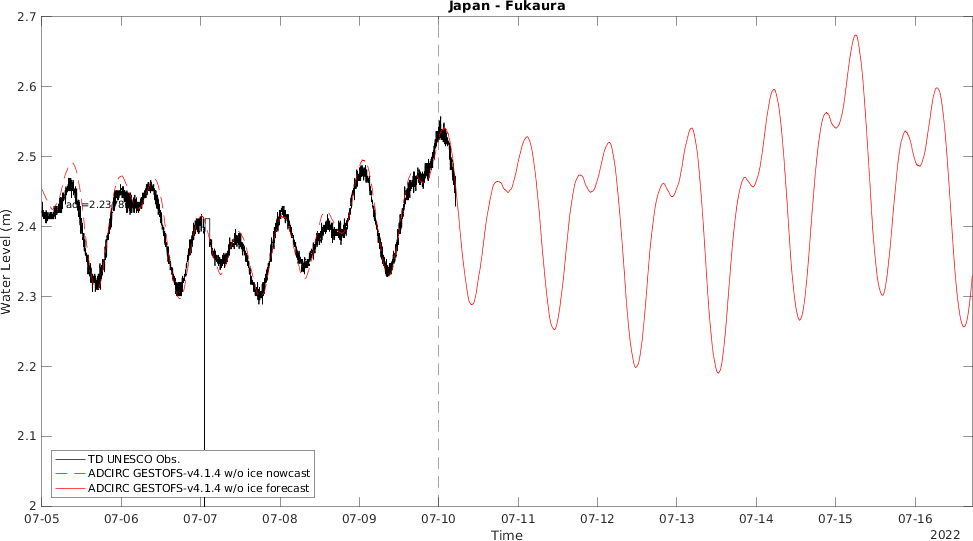 Japan - Fukaura
Water Level (m)
2.7
2.6
2.5
2.4
2.3
2.2
2.1
2
TD UNESCO Obs.
ADCIRC GESTOFS-v4.1.4 w/o ice nowcast
ADCIRC GESTOFS-v4.1.4 w/o ice forecast
07-05 07-06 07-07 07-08 07-09 07-10 07-11 07-12 07-13 07-14 07-15 07-16
Time
2022